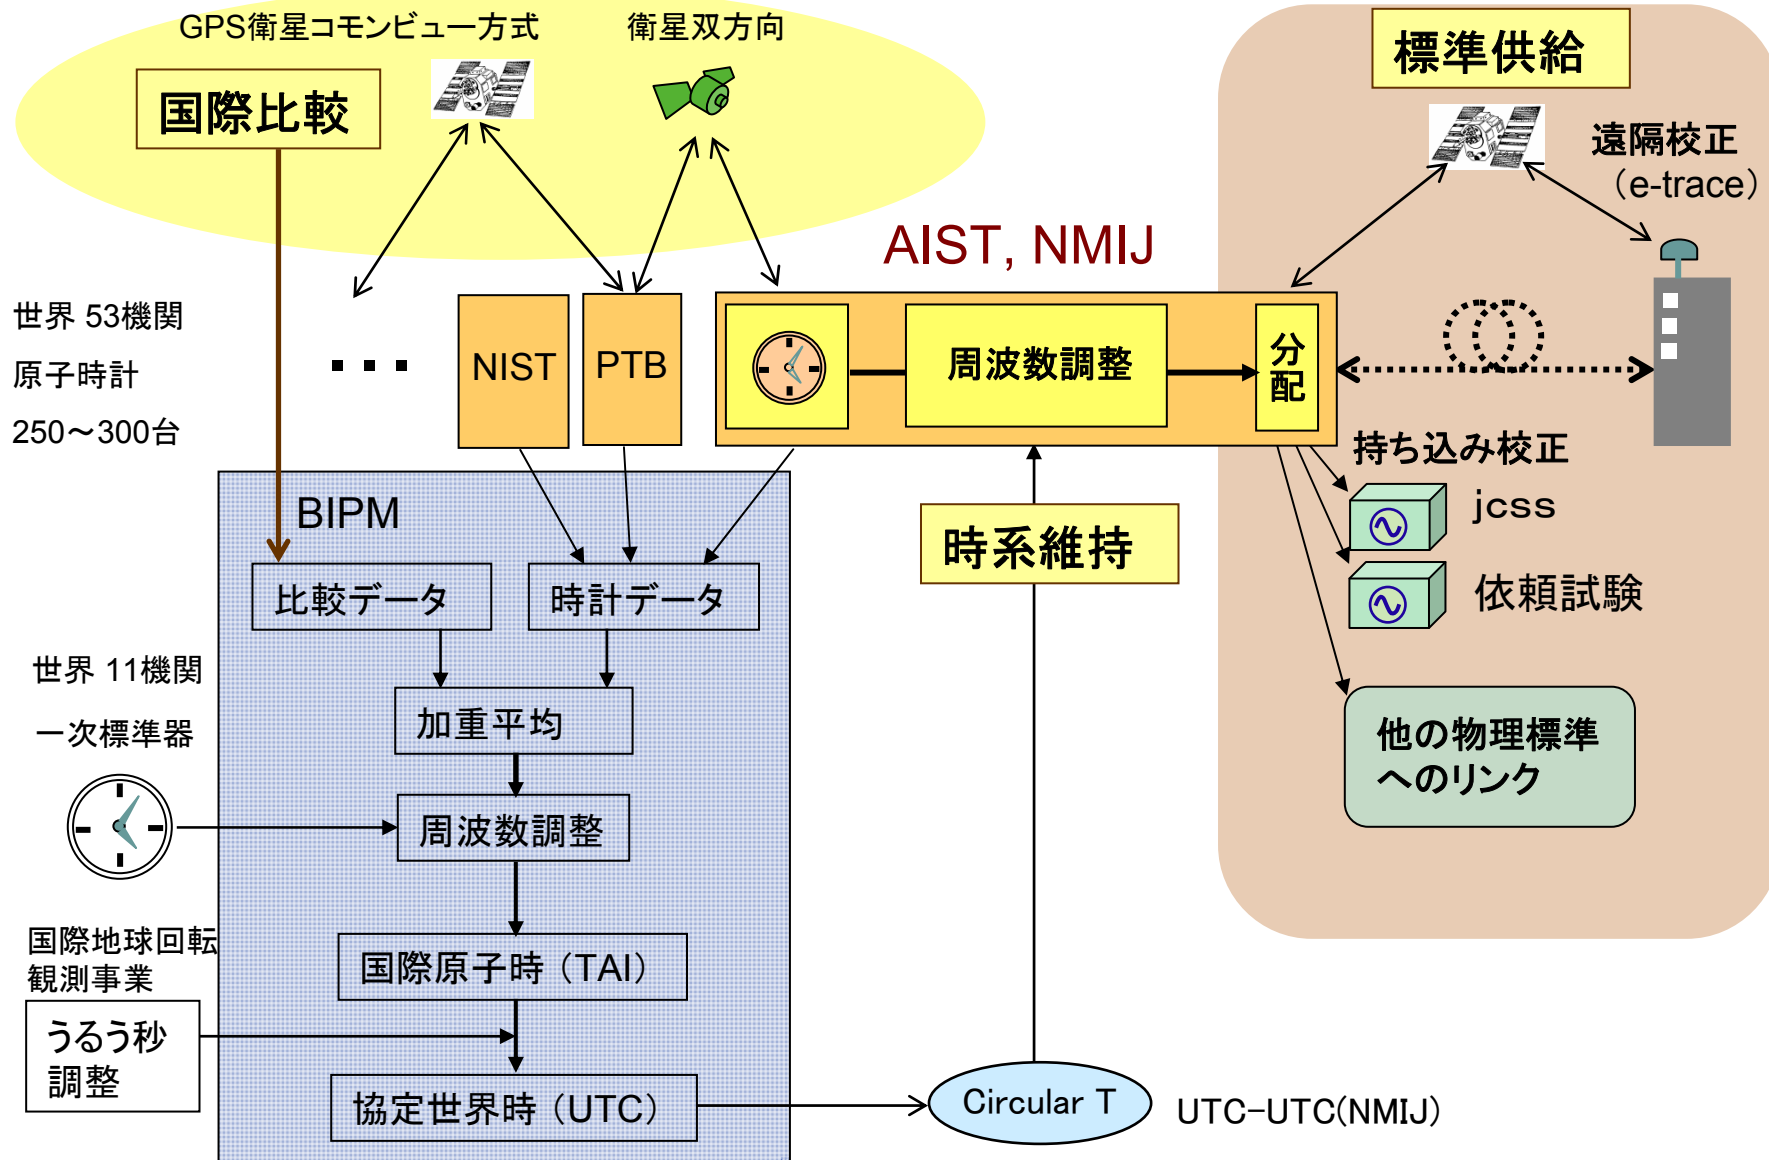 GPS衛星コモンビュー方式
衛星双方向
国際比較
標準供給
遠隔校正
（e-trace）
AIST, NMIJ
世界 53機関
原子時計
250～300台
･･･
NIST
PTB
周波数調整
分
配
持ち込み校正
jcss
依頼試験
他の物理標準
へのリンク
BIPM
時系維持
比較データ
時計データ
世界 11機関
一次標準器
加重平均
周波数調整
国際地球回転
観測事業
うるう秒
調整
国際原子時（TAI）
協定世界時（UTC）
Circular T
UTC-UTC(NMIJ)